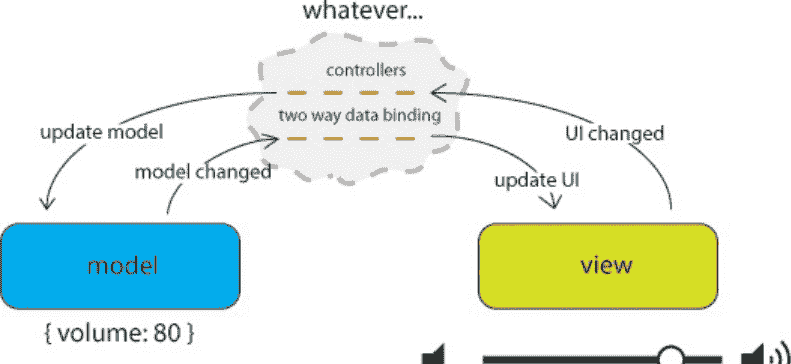 whatever...
controllers
two way data binding
update model
UI changed
model changed
update UI
model
view
{ volume: 80 }